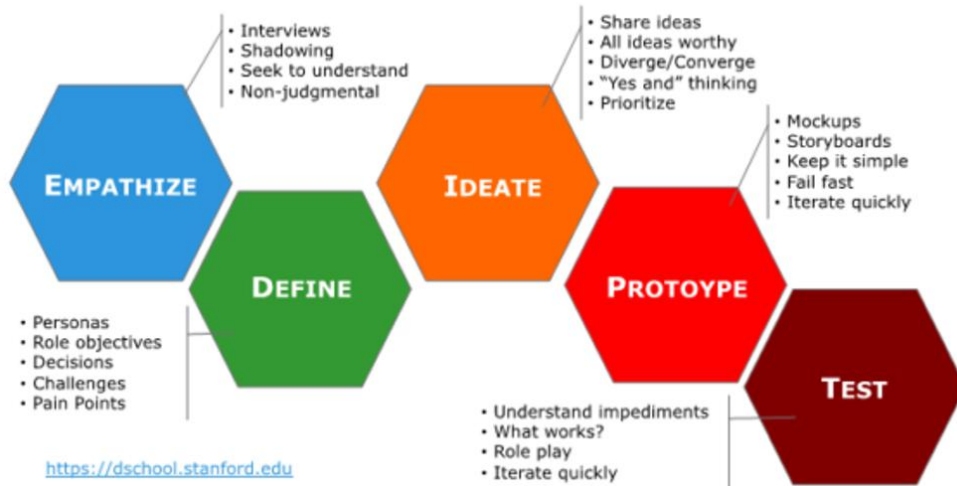 • Interviews
• Shadowing
• Seek to understand
• Non-judgmental
EMPATHIZE
DEFINE
• Personas
• Role objectives
• Decisions
• Challenges
• Pain Points
• Share ideas
• All ideas worthy
• Diverge/Converge
• “Yes and” thinking
• Prioritize
IDEATE
• Mockups
• Storyboards
• Keep it simple
• Fail fast
• Iterate quickly
PROTOYPE
TEST
• Understand impediments
• What works?
• Role play
• Iterate quickly
https://dschool.stanford.edu